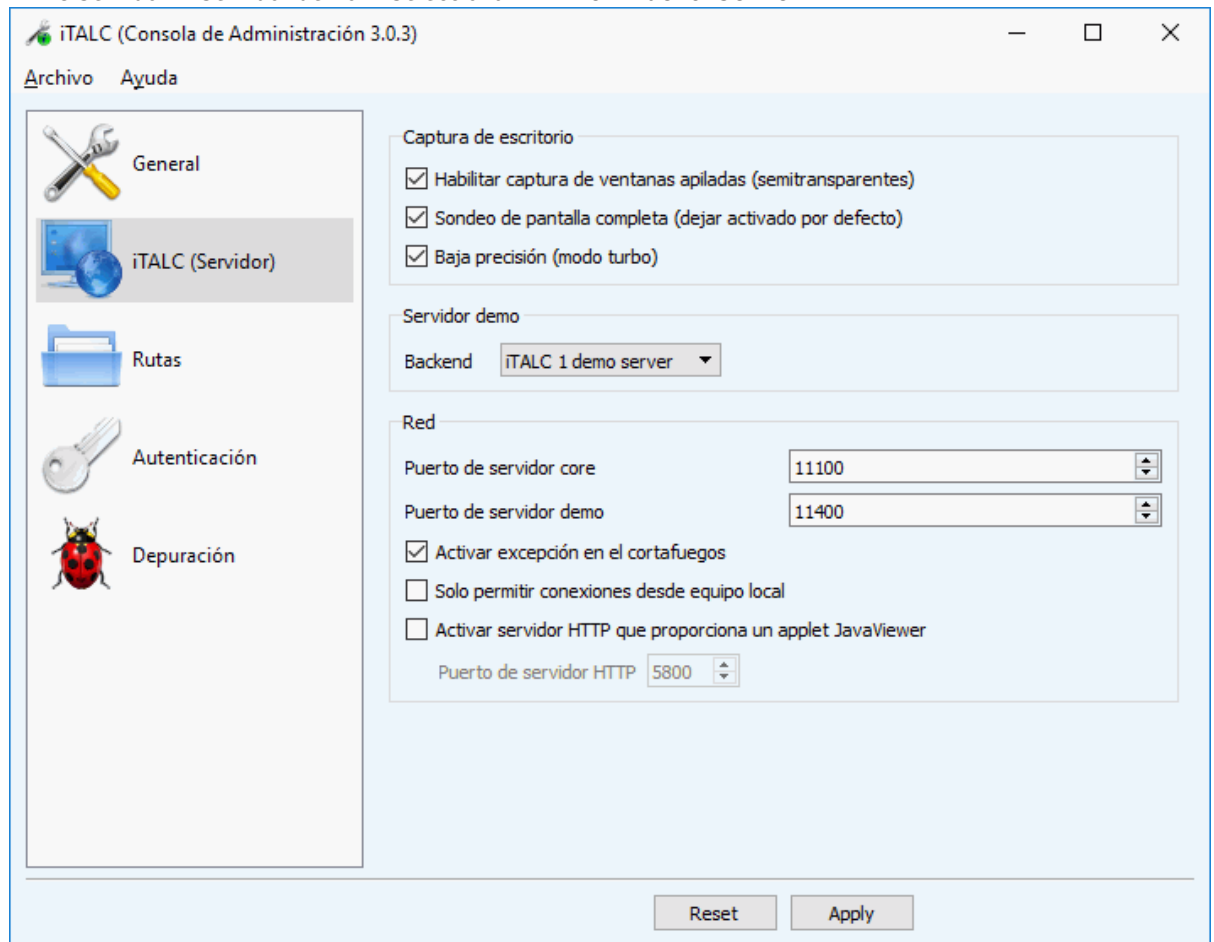 iTALC (Consola de Administración 3.0.3)
Archivo Ayuda
General
iTALC (Servidor)
Rutas
Autenticación
Depuración
Captura de escritorio
Habilitar captura de ventanas apiladas (semitransparentes)
Sondeo de pantalla completa (dejar activado por defecto)
Baja precisión (modo turbo)
Servidor demo
Backend iTALC 1 demo server
Red
Puerto de servidor core 11100
Puerto de servidor demo 11400
Activar excepción en el cortafuegos
Solo permitir conexiones desde equipo local
Activar servidor HTTP que proporciona un applet JavaViewer
Puerto de servidor HTTP 5800
Reset Apply